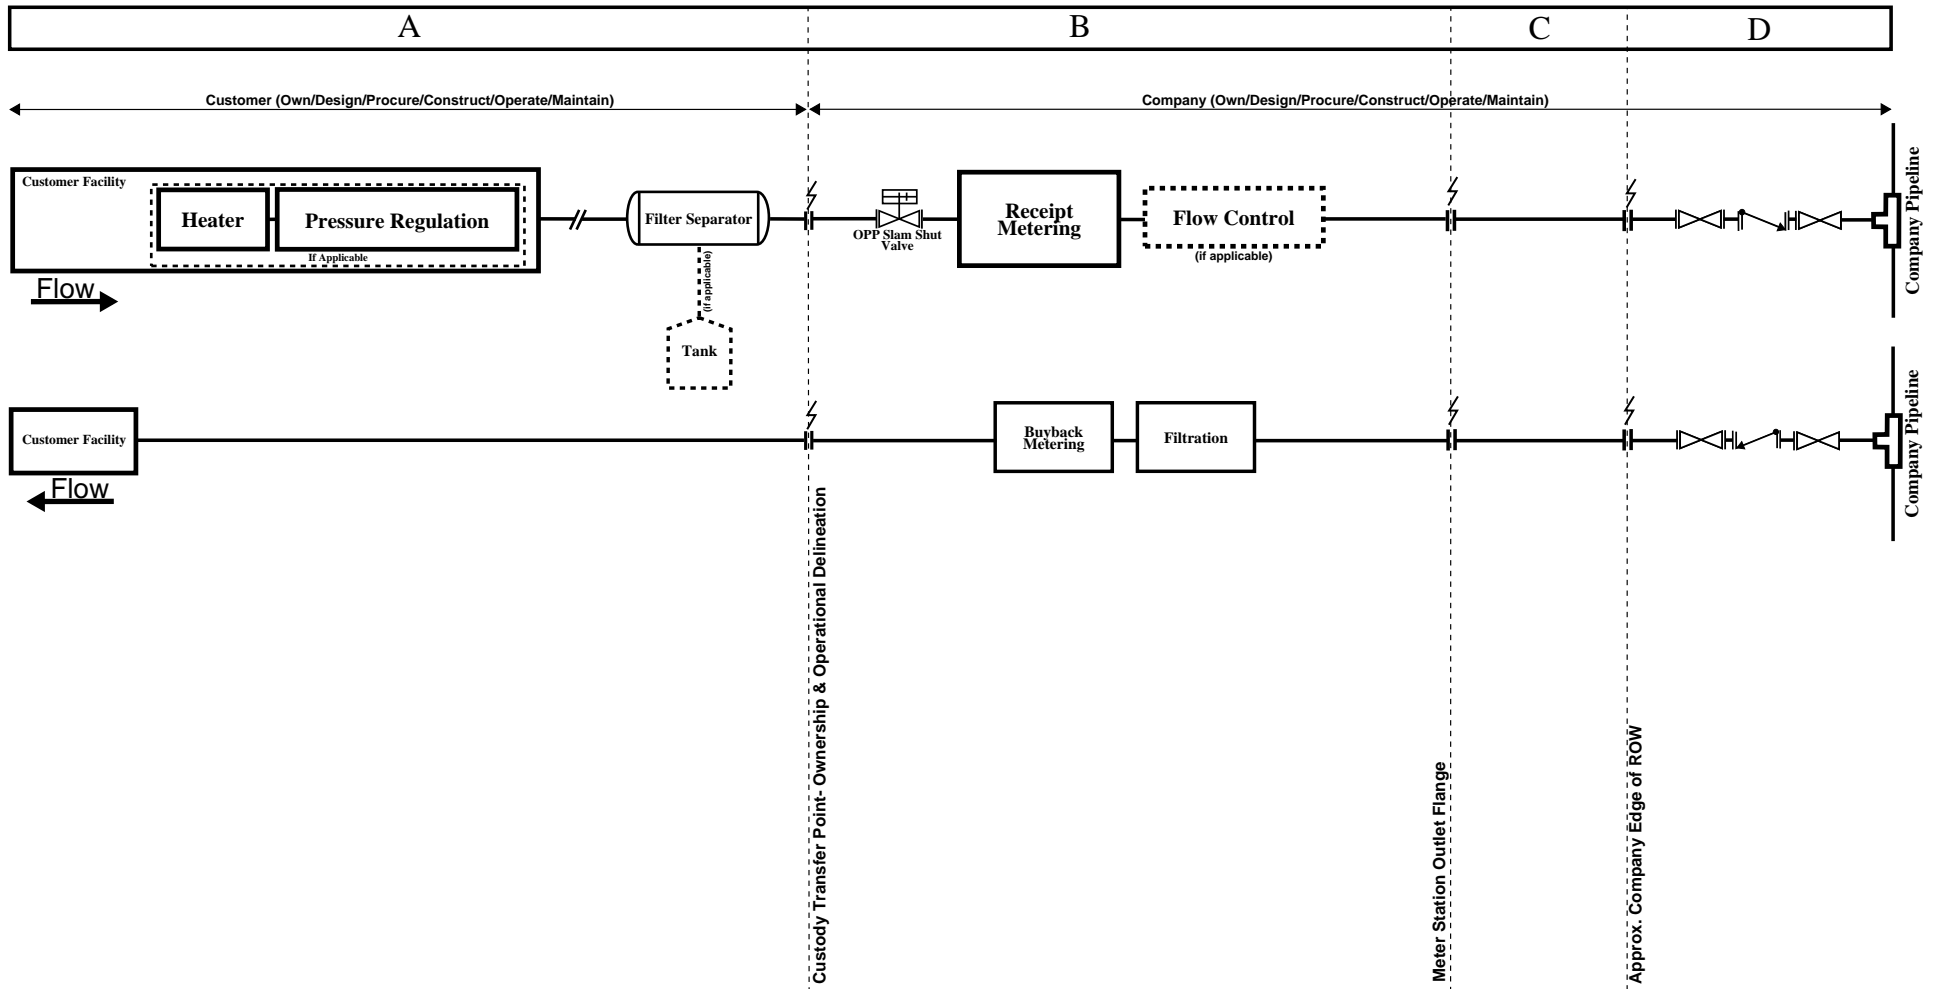 A
B
C
D
Customer (Own/Design/Procure/Construct/Operate/Maintain)
Company (Own/Design/Procure/Construct/Operate/Maintain)
Customer Facility
Heater
Pressure Regulation
If Applicable
Flow
Filter Separator
(if applicable)
Tank
OPP Slam Shut
Valve
Receipt
Metering
Flow Control
(if applicable)
Company Pipeline
Customer Facility
Flow
Buyback
Metering
Filtration
Company Pipeline
Custody Transfer Point- Ownership & Operational Delineation
Meter Station Outlet Flange
Approx. Company Edge of ROW